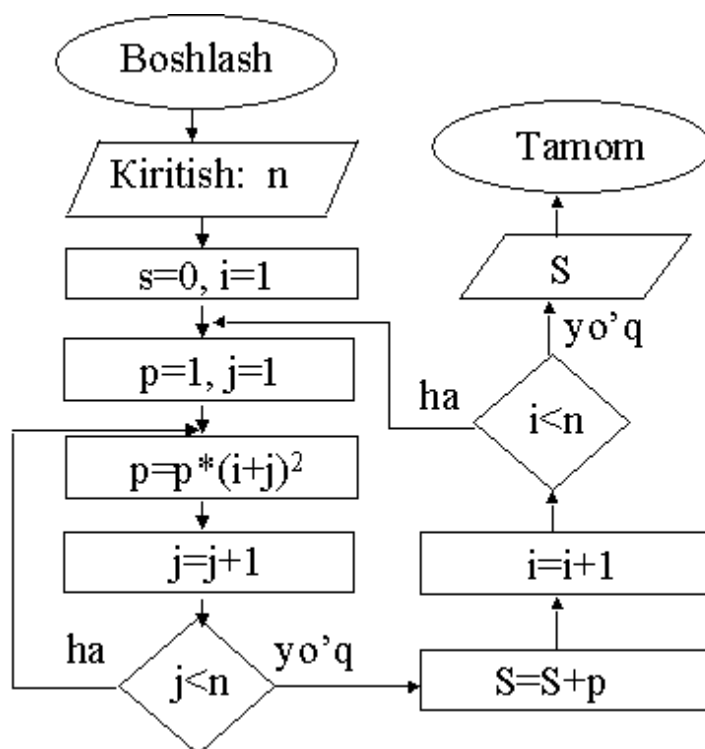 Boshlash
Kiritish: n
s=0, i=1
p=1, j=1
p=p*(i+j)²
j=j+1
ha
j<n
yo’q
S=S+p
i=i+1
ha
i<n
yo’q
S
Tamom